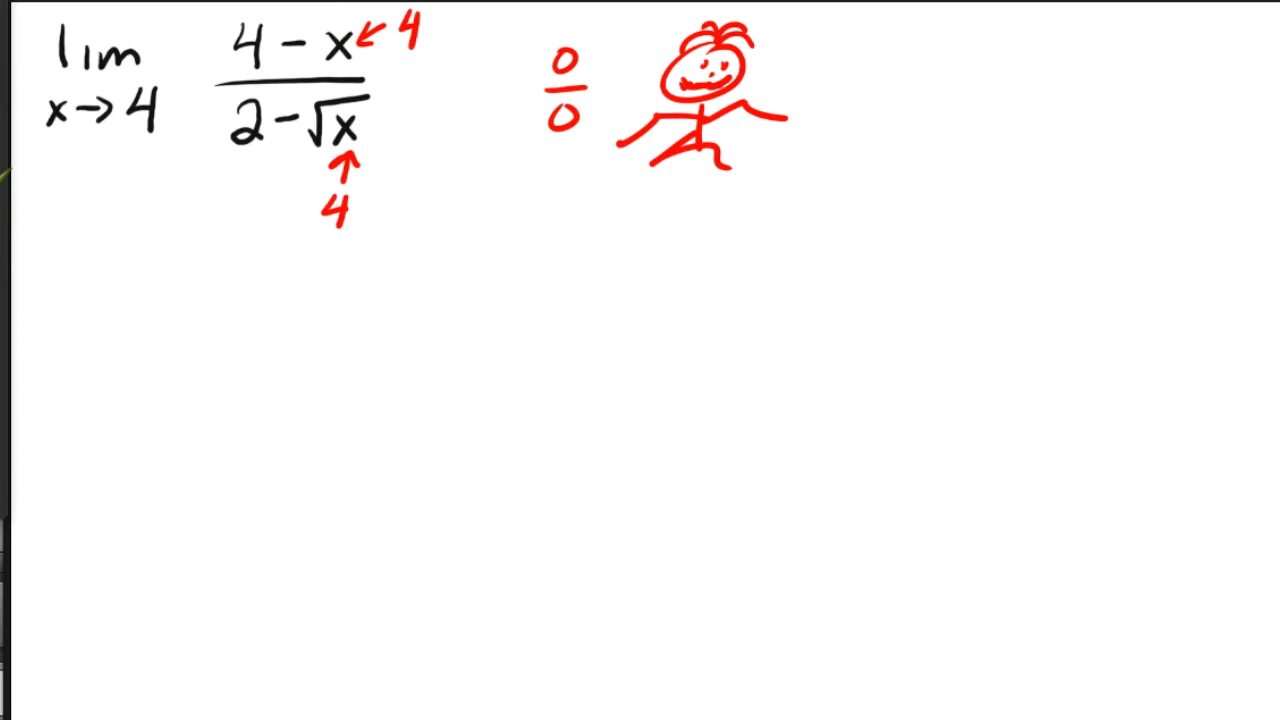 lim 4 - x ← 4
x → 4 2 - √x
↑
4
0
0